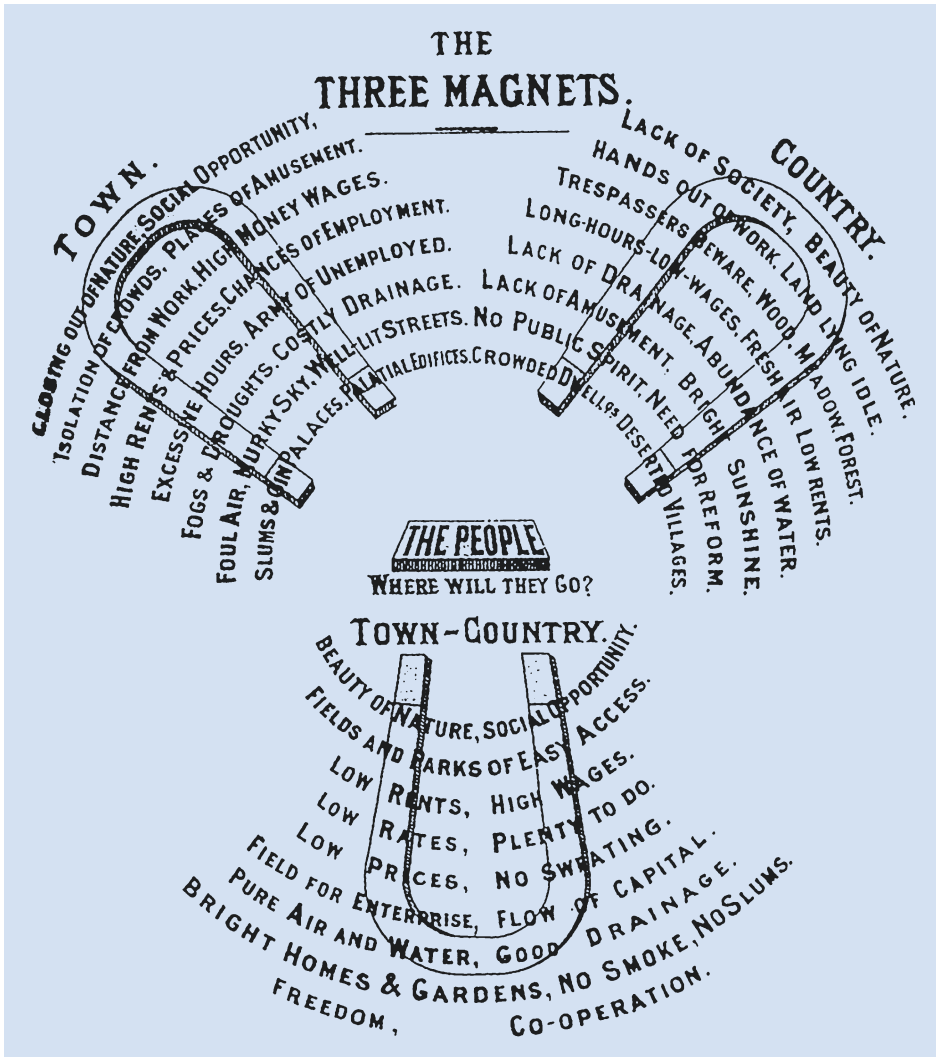 THE
THREE MAGNETS.
TOWN.
CLOSING OUT OF NATURE. SOCIAL OPPORTUNITY,
ISOLATION OF CROWDS. PLACES OF AMUSEMENT.
DISTANCE FROM WORK. HIGH MONEY WAGES.
HIGH RENTS & PRICES. CHANCES OF EMPLOYMENT.
EXCESSIVE HOURS. ARMY OF UNEMPLOYED.
FOGS & DROUGHTS. COSTLY DRAINAGE.
FOUL AIR, MURKY SKY, WELL-LIT STREETS.
SLUMS & GIN PALACES. PALATIAL EDIFICES.
COUNTRY.
LACK OF SOCIETY, BEAUTY OF NATURE.
HANDS OUT OF WORK. LAND LYING IDLE.
TRESPASSERS BEWARE. WOOD, MEADOW. FOREST.
LONG-HOURS-LOW-WAGES. FRESH AIR LOW RENTS.
LACK OF DRAINAGE. ABUNDANCE OF WATER.
LACK OF AMUSEMENT. BRIGHT SUNSHINE.
NO PUBLIC SPIRIT. NEED FOR REFORM.
CROWDED DWELLGS DESERTED VILLAGES.
THE PEOPLE
WHERE WILL THEY GO?
TOWN-COUNTRY.
BEAUTY OF NATURE, SOCIAL OPPORTUNITY.
FIELDS AND PARKS OF EASY ACCESS.
LOW RENTS, HIGH WAGES.
LOW RATES, PLENTY TO DO.
LOW PRICES, NO SWEATING.
FIELD FOR ENTERPRISE, FLOW OF CAPITAL.
PURE AIR AND WATER, GOOD DRAINAGE.
BRIGHT HOMES & GARDENS, NO SMOKE, NO SLUMS.
FREEDOM, CO-OPERATION.